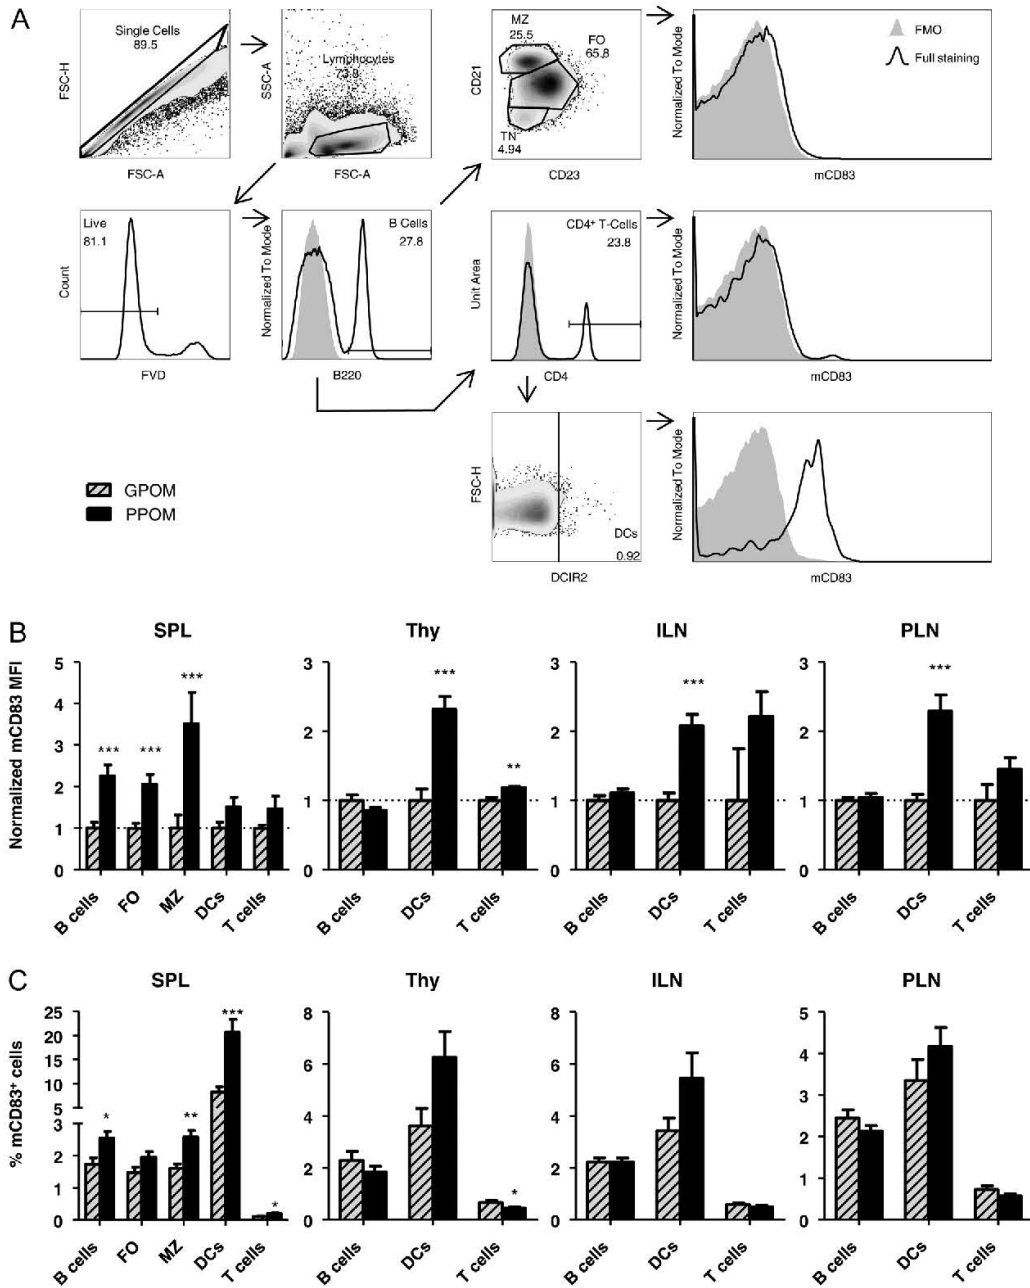 A
Single Cells
89.5
FSC-H
FSC-A
Lymphocytes
73.8
SSC-A
FSC-A
MZ
25.5
FO
65.8
TN
4.94
CD21
CD23
FMO
Full staining
Normalized To Mode
mCD83
Live
81.1
Count
FVD
B Cells
27.8
Normalized To Mode
B220
CD4+ T-Cells
23.8
Unit Area
CD4
Normalized To Mode
mCD83
GPOM
PPOM
FSC-H
DCs
0.92
DCIR2
Normalized To Mode
mCD83
B
SPL
Thy
ILN
PLN
Normalized mCD83 MFI
5
4
3
2
1
0
***
***
***
B cells
FO
MZ
DCs
T cells
3
2
1
0
***
**
B cells
DCs
T cells
3
2
1
0
***
B cells
DCs
T cells
3
2
1
0
***
B cells
DCs
T cells
C
SPL
Thy
ILN
PLN
% mCD83+ cells
25
20
15
10
5
3
2
1
0
*
**
***
*
B cells
FO
MZ
DCs
T cells
8
6
4
2
0
*
B cells
DCs
T cells
8
6
4
2
0
B cells
DCs
T cells
5
4
3
2
1
0
B cells
DCs
T cells